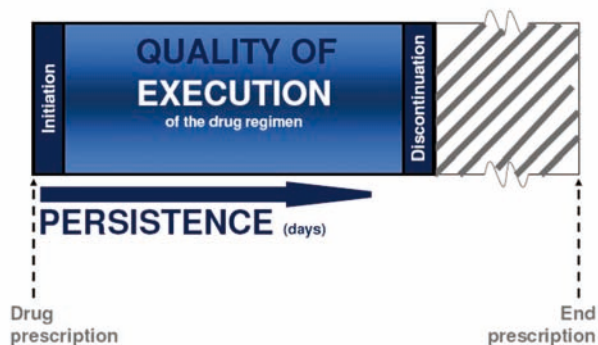 Initiation
QUALITY OF
EXECUTION
of the drug regimen
Discontinuation
PERSISTENCE (days)
Drug
prescription
End
prescription